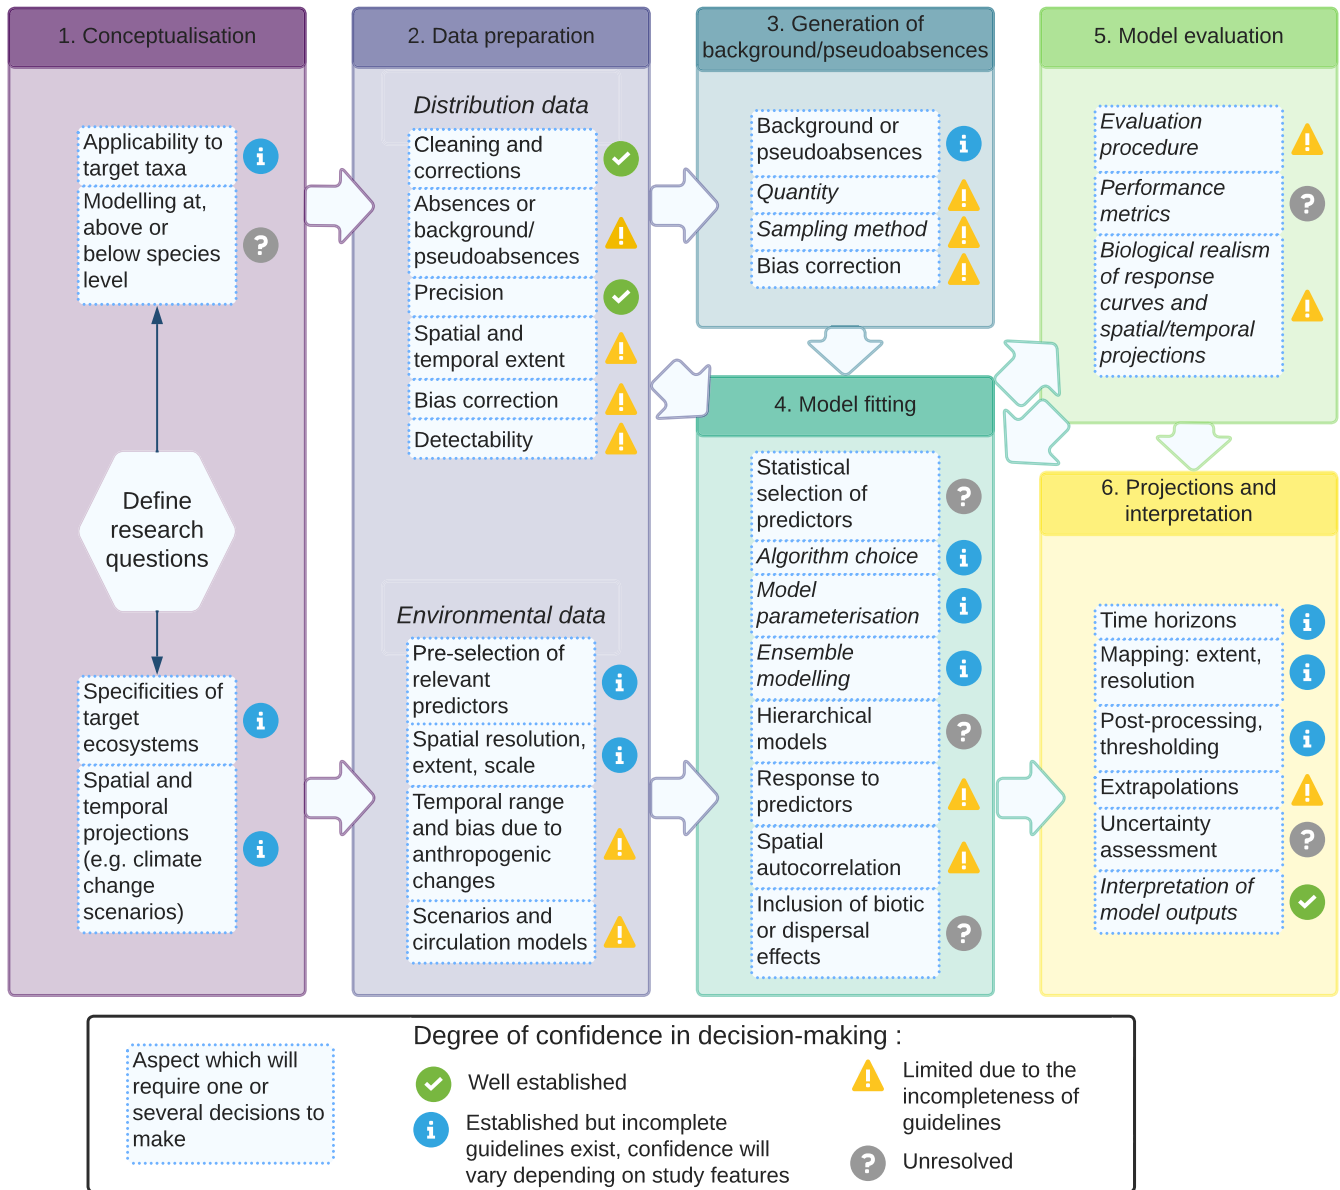 1. Conceptualisation
Applicability to
target taxa
Modelling at,
above or
below species
level
Define
research
questions
Specificities of
target
ecosystems
Spatial and
temporal
projections
(e.g. climate
change
scenarios)
2. Data preparation
Distribution data
Cleaning and
corrections
Absences or
background/
pseudoabsences
Precision
Spatial and
temporal extent
Bias correction
Detectability
Environmental data
Pre-selection of
relevant
predictors
Spatial resolution,
extent, scale
Temporal range
and bias due to
anthropogenic
changes
Scenarios and
circulation models
3. Generation of
background/pseudoabsences
Background or
pseudoabsences
Quantity
Sampling method
Bias correction
4. Model fitting
Statistical
selection of
predictors
Algorithm choice
Model
parameterisation
Ensemble
modelling
Hierarchical
models
Response to
predictors
Spatial
autocorrelation
Inclusion of biotic
or dispersal
effects
5. Model evaluation
Evaluation
procedure
Performance
metrics
Biological realism
of response
curves and
spatial/temporal
projections
6. Projections and
interpretation
Time horizons
Mapping: extent,
resolution
Post-processing,
thresholding
Extrapolations
Uncertainty
assessment
Interpretation of
model outputs
Aspect which will
require one or
several decisions to
make
Degree of confidence in decision-making :
Well established
Established but incomplete
guidelines exist, confidence will
vary depending on study features
Limited due to the
incompleteness of
guidelines
Unresolved